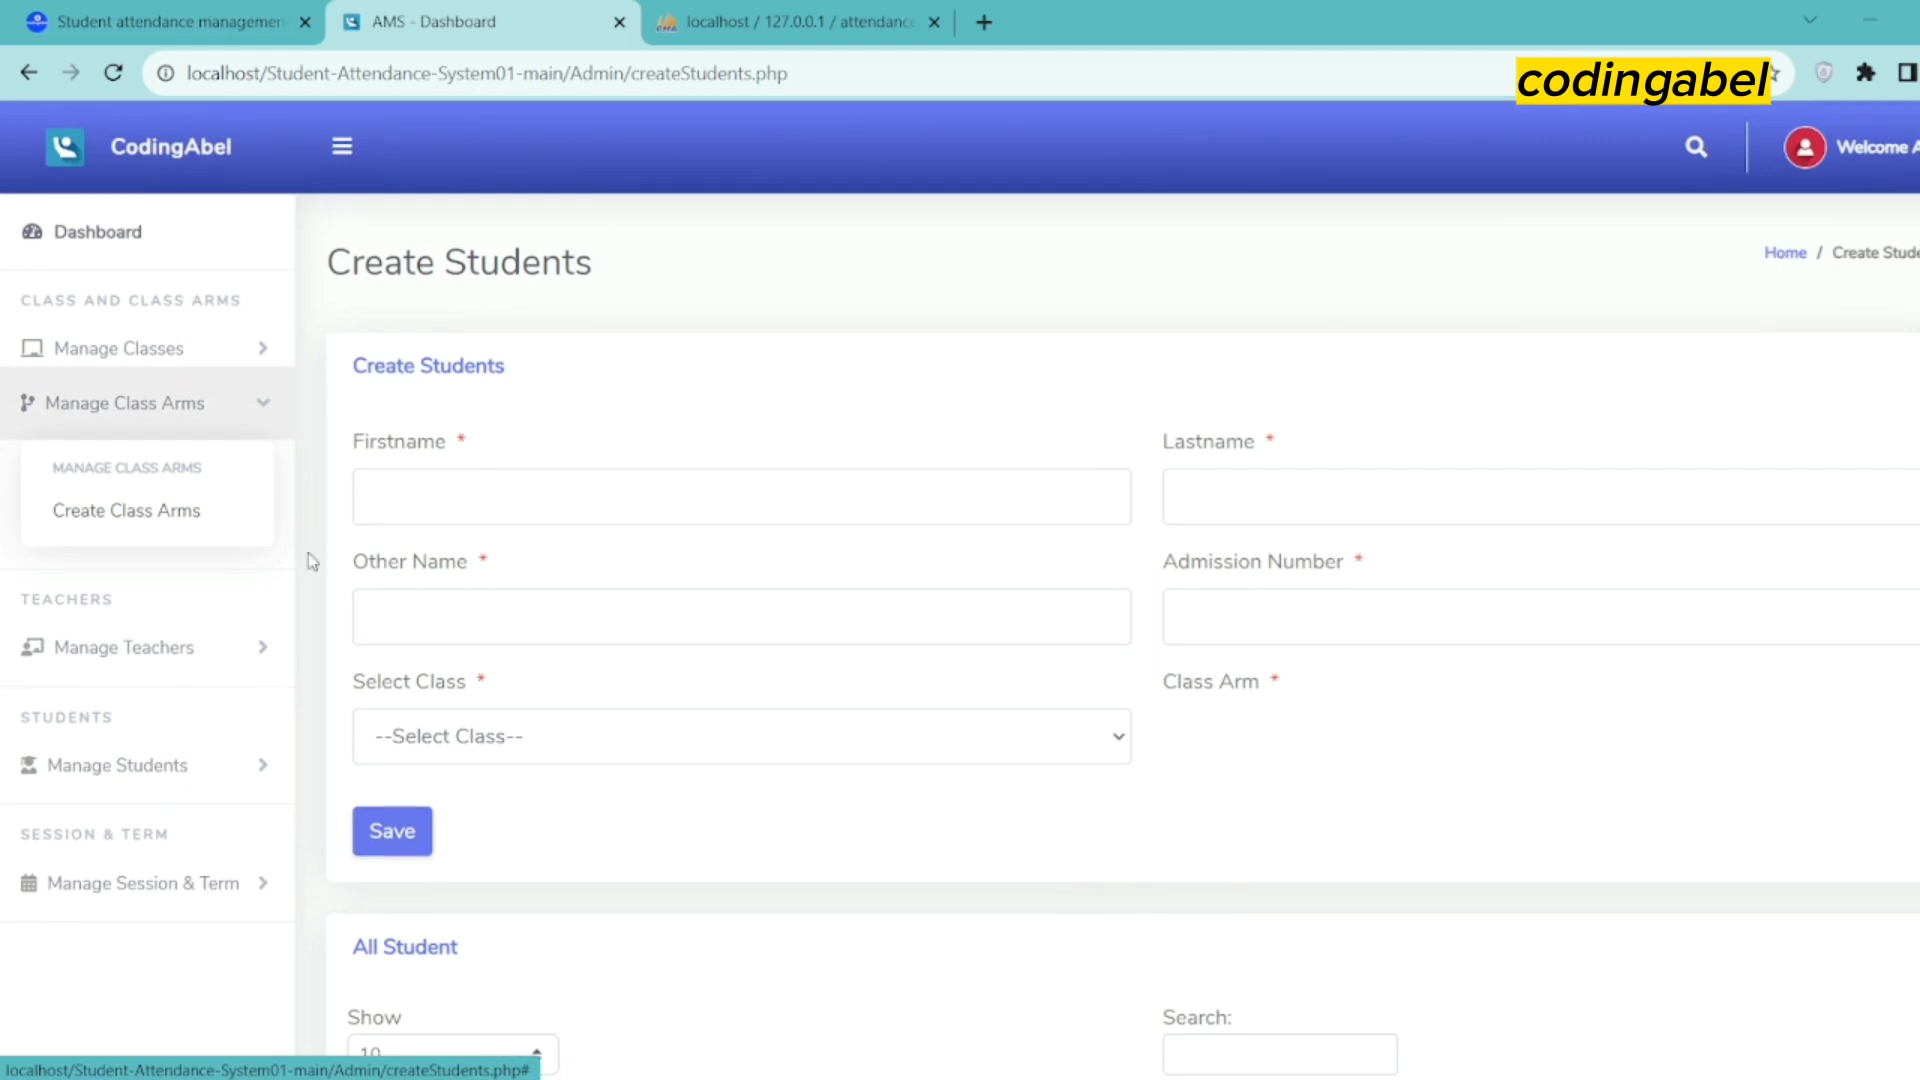 Student attendance managemen
AMS - Dashboard
localhost / 127.0.0.1 / attendance
localhost/Student-Attendance-System01-main/Admin/createStudents.php
codingabel
CodingAbel
Welcome A
Dashboard
Create Students
Home / Create Stude
CLASS AND CLASS ARMS
Manage Classes
Manage Class Arms
MANAGE CLASS ARMS
Create Class Arms
TEACHERS
Manage Teachers
STUDENTS
Manage Students
SESSION & TERM
Manage Session & Term
Create Students
Firstname *
Lastname *
Other Name *
Admission Number *
Select Class *
Class Arm *
--Select Class--
Save
All Student
Show
Search:
10
localhost/Student-Attendance-System01-main/Admin/createStudents.php#